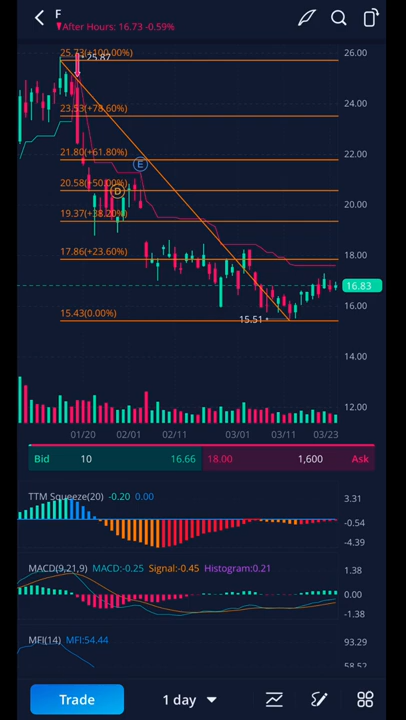 F
After Hours: 16.73 -0.59%
25.73(+100.00%)
25.87
26.00
24.00
23.53(+78.60%)
22.00
21.80(+61.80%)
E
20.58(+50.00%)
D
20.00
19.37(+38.20%)
18.00
17.86(+23.60%)
16.83
16.00
15.43(0.00%)
15.51
14.00
12.00
01/20 02/01 02/11 03/01 03/11 03/23
Bid 10 16.66 18.00 1,600 Ask
TTM Squeeze(20) -0.20 0.00
3.31
-0.54
-4.39
MACD(9,21,9) MACD:-0.25 Signal:-0.45 Histogram:0.21
1.38
0.00
-1.38
MFI(14) MFI:54.44
93.29
58.52
Trade 1 day